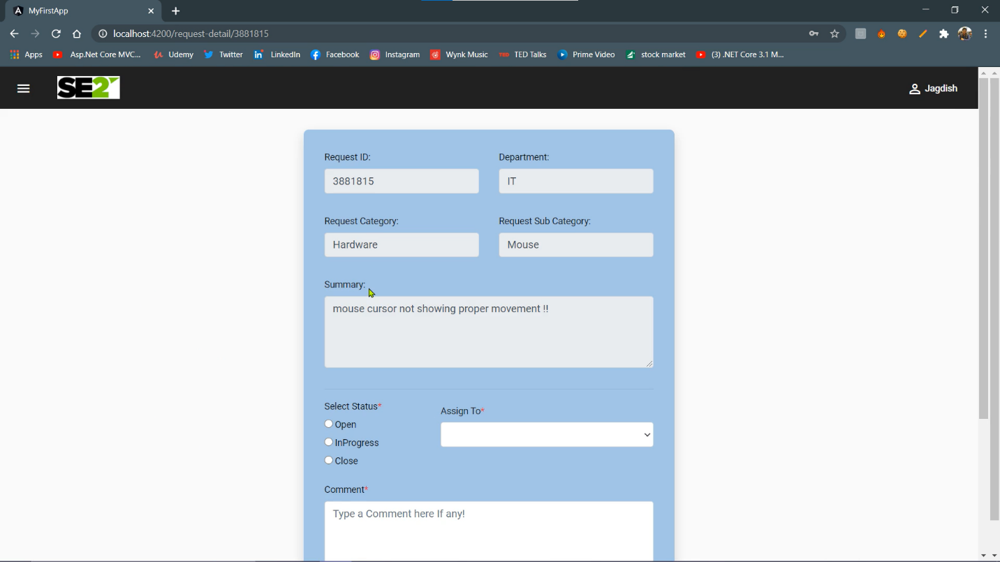 MyFirstApp
localhost:4200/request-detail/3881815
Apps Asp.Net Core MVC... Udemy Twitter LinkedIn Facebook Instagram Wynk Music TED Talks Prime Video stock market (3) .NET Core 3.1 M...
SE2 Jagdish
Request ID: Department:
3881815 IT
Request Category: Request Sub Category:
Hardware Mouse
Summary:
mouse cursor not showing proper movement !!
Select Status* Assign To*
Open
InProgress
Close
Comment*
Type a Comment here If any!